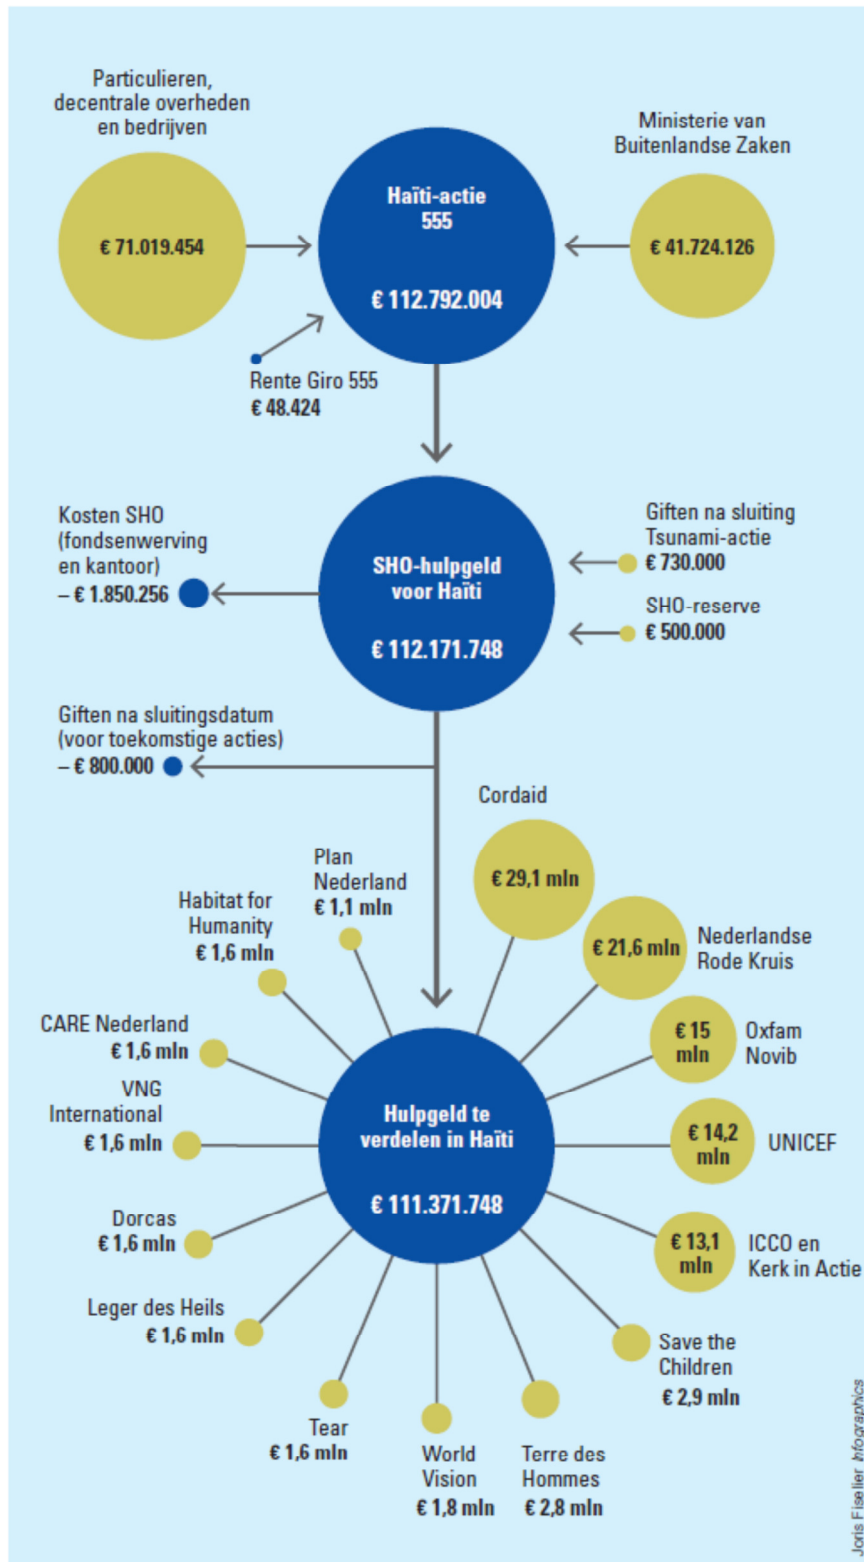 Particulieren,
decentrale overheden
en bedrijven
€ 71.019.454
Haïti-actie
555
€ 112.792.004
Ministerie van
Buitenlandse Zaken
€ 41.724.126
Rente Giro 555
€ 48.424
Kosten SHO
(fondsenwerving
en kantoor)
– € 1.850.256
SHO-hulpgeld
voor Haïti
€ 112.171.748
Giften na sluiting
Tsunami-actie
€ 730.000
SHO-reserve
€ 500.000
Giften na sluitingsdatum
(voor toekomstige acties)
– € 800.000
Cordaid
€ 29,1 mln
Plan
Nederland
€ 1,1 mln
Habitat for
Humanity
€ 1,6 mln
€ 21,6 mln
Nederlandse
Rode Kruis
CARE Nederland
€ 1,6 mln
€ 15
mln
Oxfam
Novib
VNG
International
€ 1,6 mln
Hulpgeld te
verdelen in Haïti
€ 111.371.748
€ 14,2
mln
UNICEF
Dorcas
€ 1,6 mln
€ 13,1
mln
ICCO en
Kerk in Actie
Leger des Heils
€ 1,6 mln
Save the
Children
€ 2,9 mln
Tear
€ 1,6 mln
World
Vision
€ 1,8 mln
Terre des
Hommes
€ 2,8 mln
Joris Fiselier Infographics